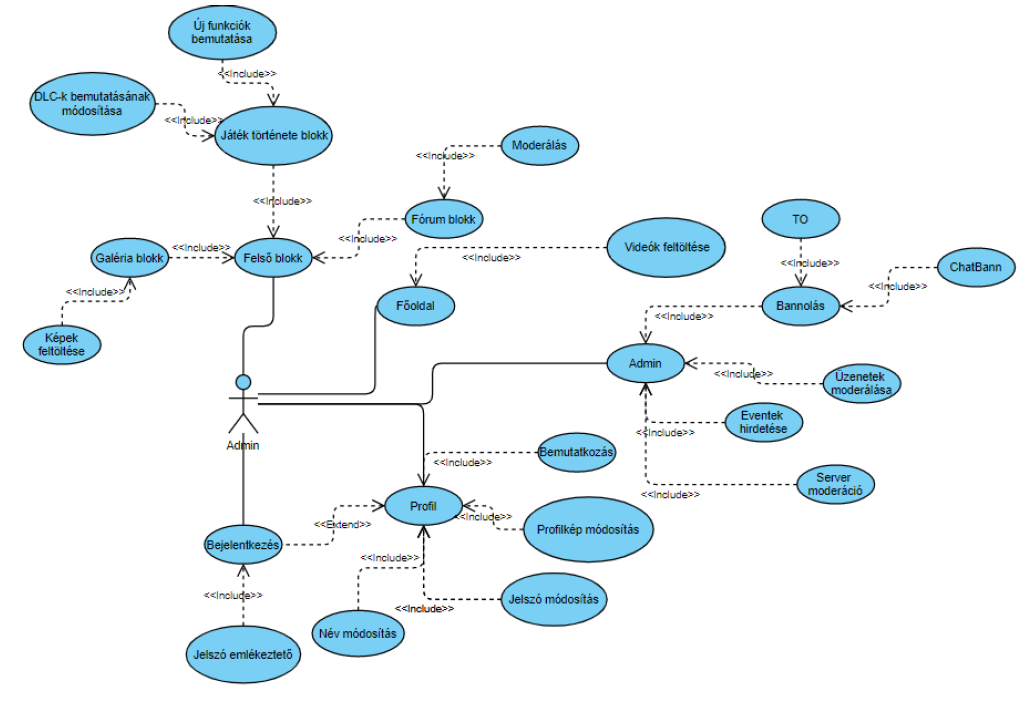 Új funkciók
bemutatása
<<Include>>
DLC-k bemutatásának
módosítása
<<Include>>
Játék története blokk
Moderálás
<<Include>>
<<Include>>
Fórum blokk
TO
<<Include>>
Galéria blokk
<<Include>>
Felső blokk
Videók feltöltése
<<Include>>
<<Include>>
ChatBann
<<Include>>
<<Include>>
Főoldal
Bannolás
<<Include>>
Képek
feltöltése
Admin
<<Include>>
Üzenetek
moderálása
Eventek
hirdetése
<<Include>>
Admin
Bemutatkozás
<<Include>>
Server
moderáció
<<Include>>
Profil
<<Include>>
<<Extend>>
Profilkép módosítás
Bejelentkezés
<<Include>>
<<Include>>
Jelszó módosítás
<<Include>>
Név módosítás
Jelszó emlékeztető